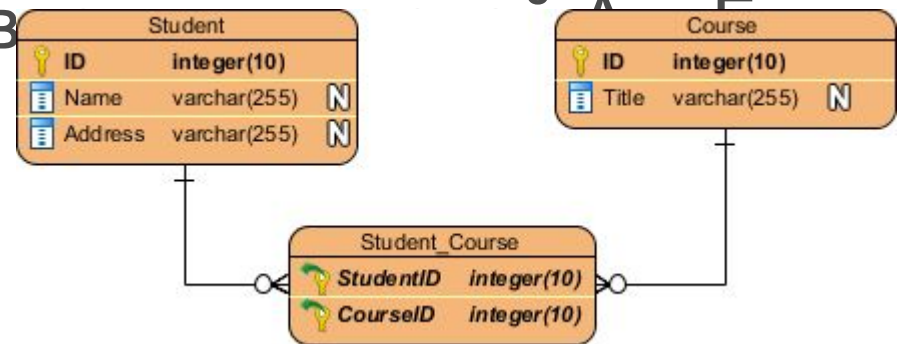 Student
ID integer(10)
Name varchar(255) N
Address varchar(255) N
Course
ID integer(10)
Title varchar(255) N
Student_Course
StudentID integer(10)
CourseID integer(10)